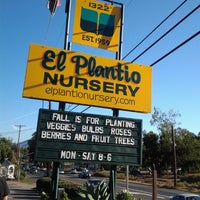 1322
EST. 1954
El Plantio
NURSERY
elplantionursery.com
FALL IS FOR PLANTING
VEGGIES BULBS ROSES
BERRIES AND FRUIT TREES
MON-SAT 8-6